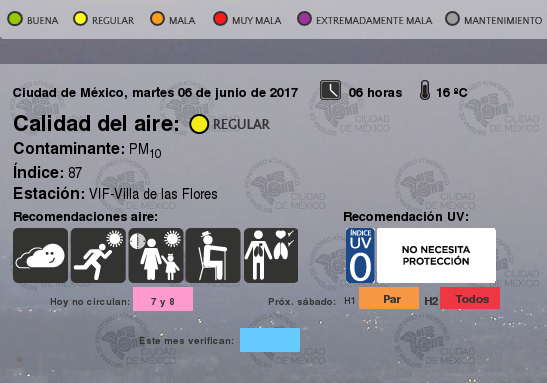 BUENA REGULAR MALA MUY MALA EXTREMADAMENTE MALA MANTENIMIENTO
Ciudad de México, martes 06 de junio de 2017 06 horas 16 ºC
Calidad del aire: REGULAR
Contaminante: PM10
Índice: 87
Estación: VIF-Villa de las Flores
Recomendaciones aire: Recomendación UV:
ÍNDICE UV 0 NO NECESITA PROTECCIÓN
Hoy no circulan: 7 y 8 Próx. sábado: H1 Par H2 Todos
Este mes verifican: